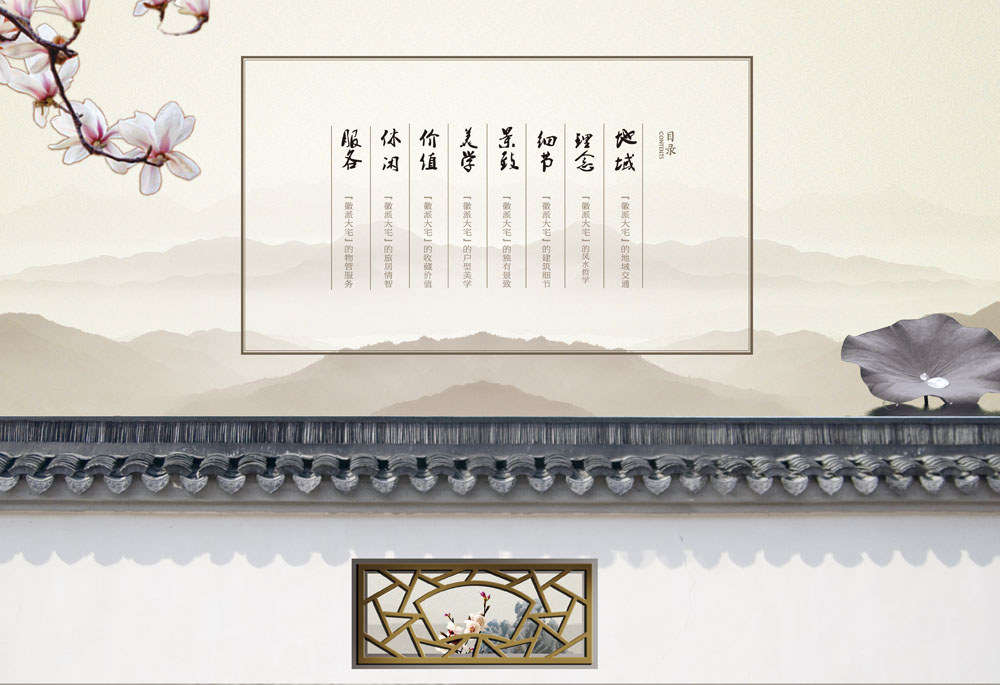 目录
CONTENTS
地域
『徽派大宅』的地域交通
理念
『徽派大宅』的风水哲学
细节
『徽派大宅』的建筑细节
景致
『徽派大宅』的独有景致
美学
『徽派大宅』的户型美学
价值
『徽派大宅』的收藏价值
休闲
『徽派大宅』的旅居情智
服务
『徽派大宅』的物管服务